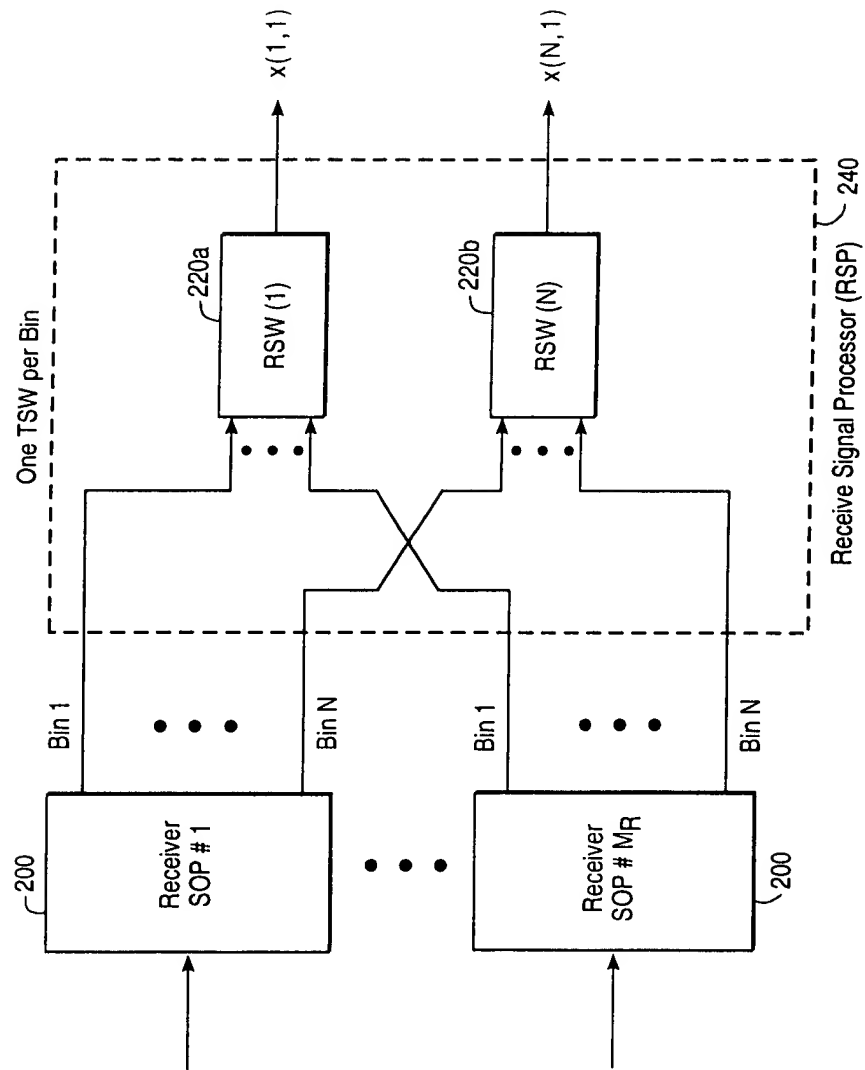 One TSW per Bin
200
Receiver
SOP # 1
Bin 1
Bin N
220a
RSW (1)
x(1,1)
220b
RSW (N)
x(N,1)
Receiver
SOP # MR
200
Bin 1
Bin N
240
Receive Signal Processor (RSP)